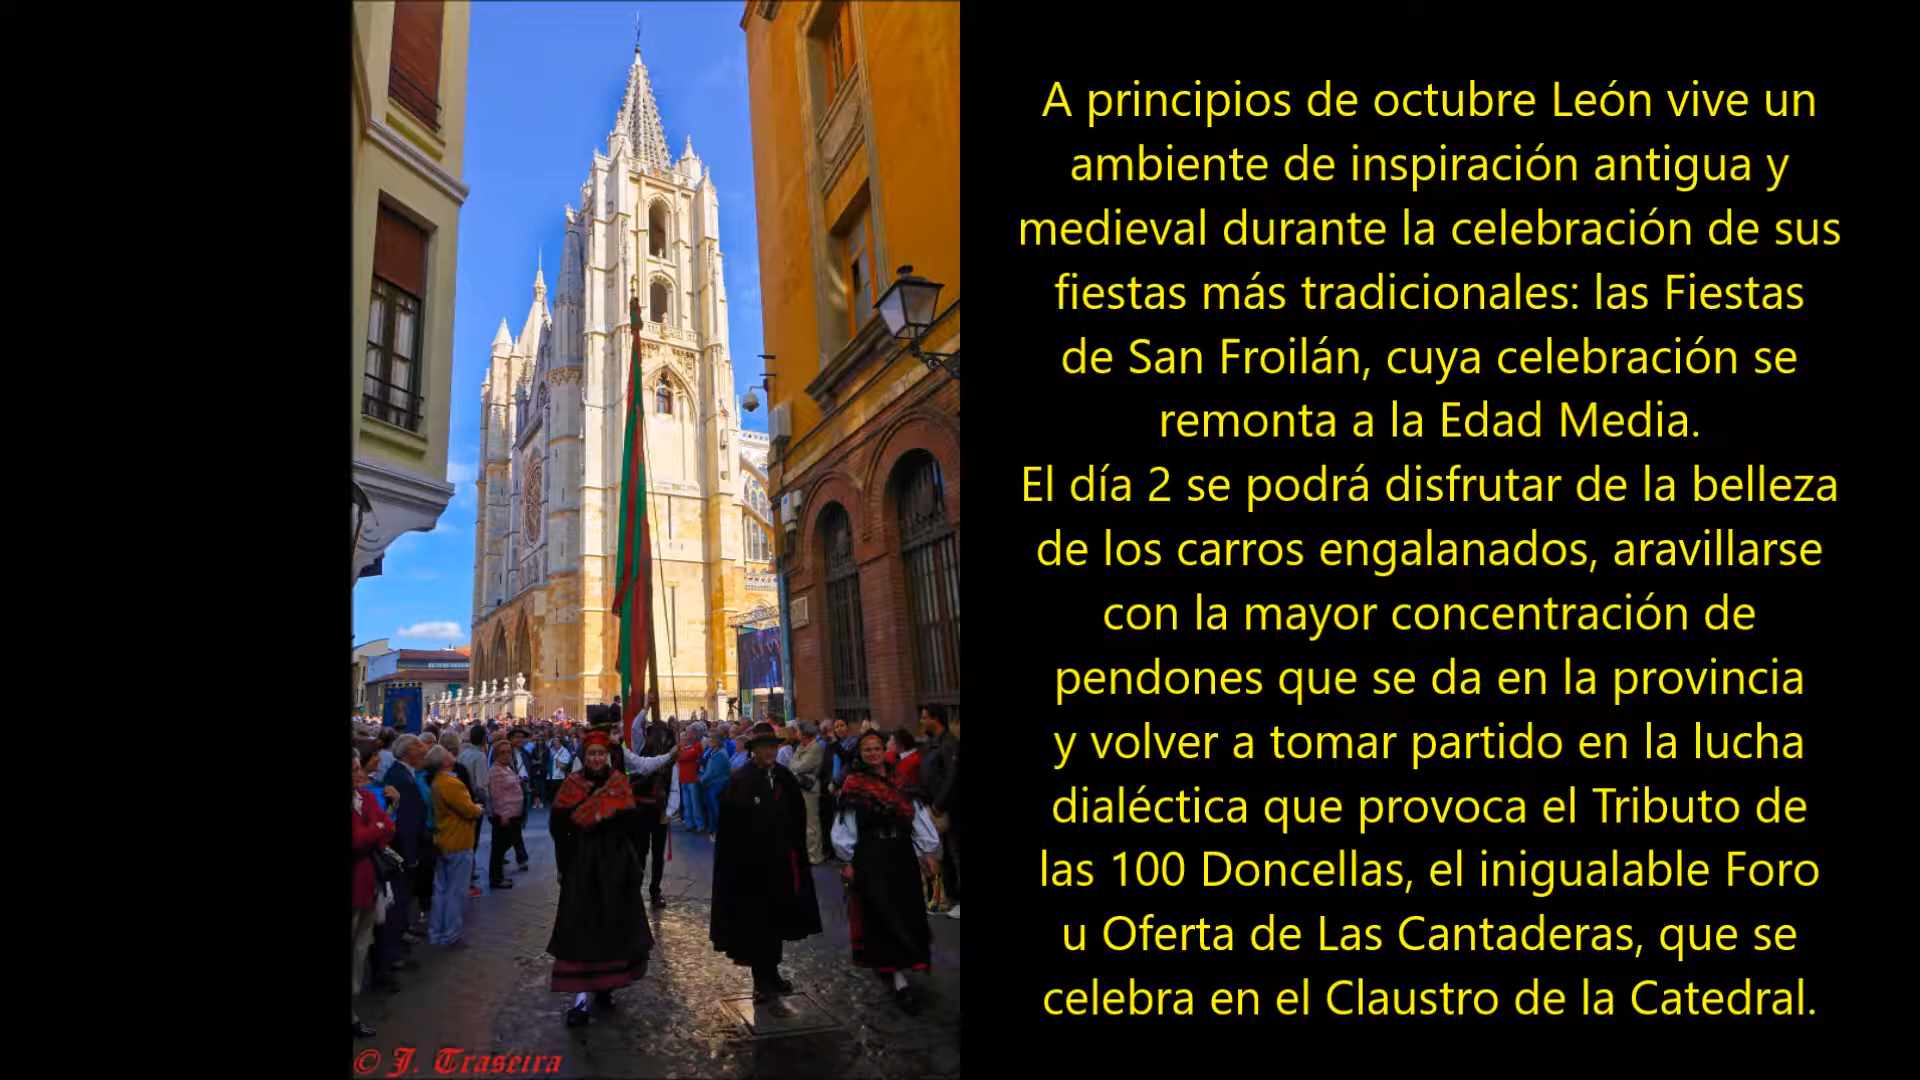 A principios de octubre León vive un
ambiente de inspiración antigua y
medieval durante la celebración de sus
fiestas más tradicionales: las Fiestas
de San Froilán, cuya celebración se
remonta a la Edad Media.
El día 2 se podrá disfrutar de la belleza
de los carros engalanados, aravillarse
con la mayor concentración de
pendones que se da en la provincia
y volver a tomar partido en la lucha
dialéctica que provoca el Tributo de
las 100 Doncellas, el inigualable Foro
u Oferta de Las Cantaderas, que se
celebra en el Claustro de la Catedral.
© J. Traseira